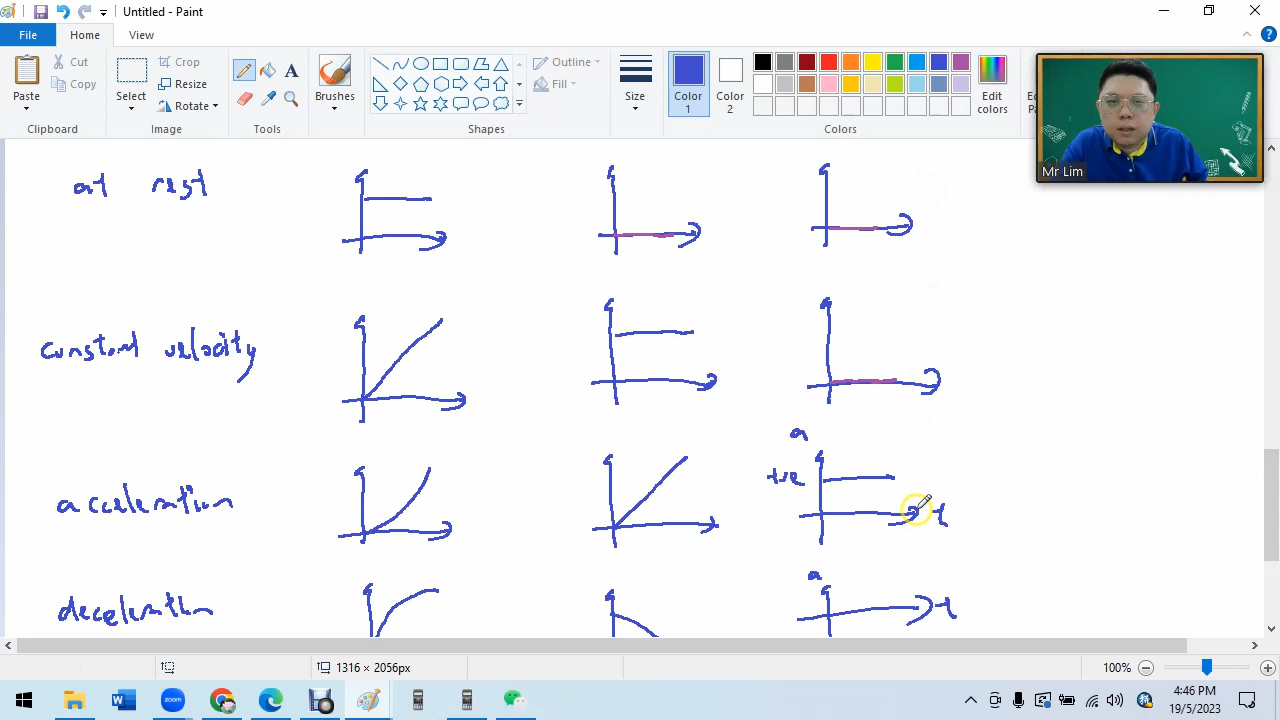 Untitled - Paint
File Home View
Paste
Cut
Copy
Clipboard
Select
Crop
Resize
Rotate
Image
A
Tools
Brushes
Shapes
Outline
Fill
Size
Color 1
Color 2
Edit colors
Colors
Mr Lim
at rest
constant velocity
a
acceleration
+ve
t
a
deceleration
t
1316 × 2056px
100%
4:46 PM
19/5/2023